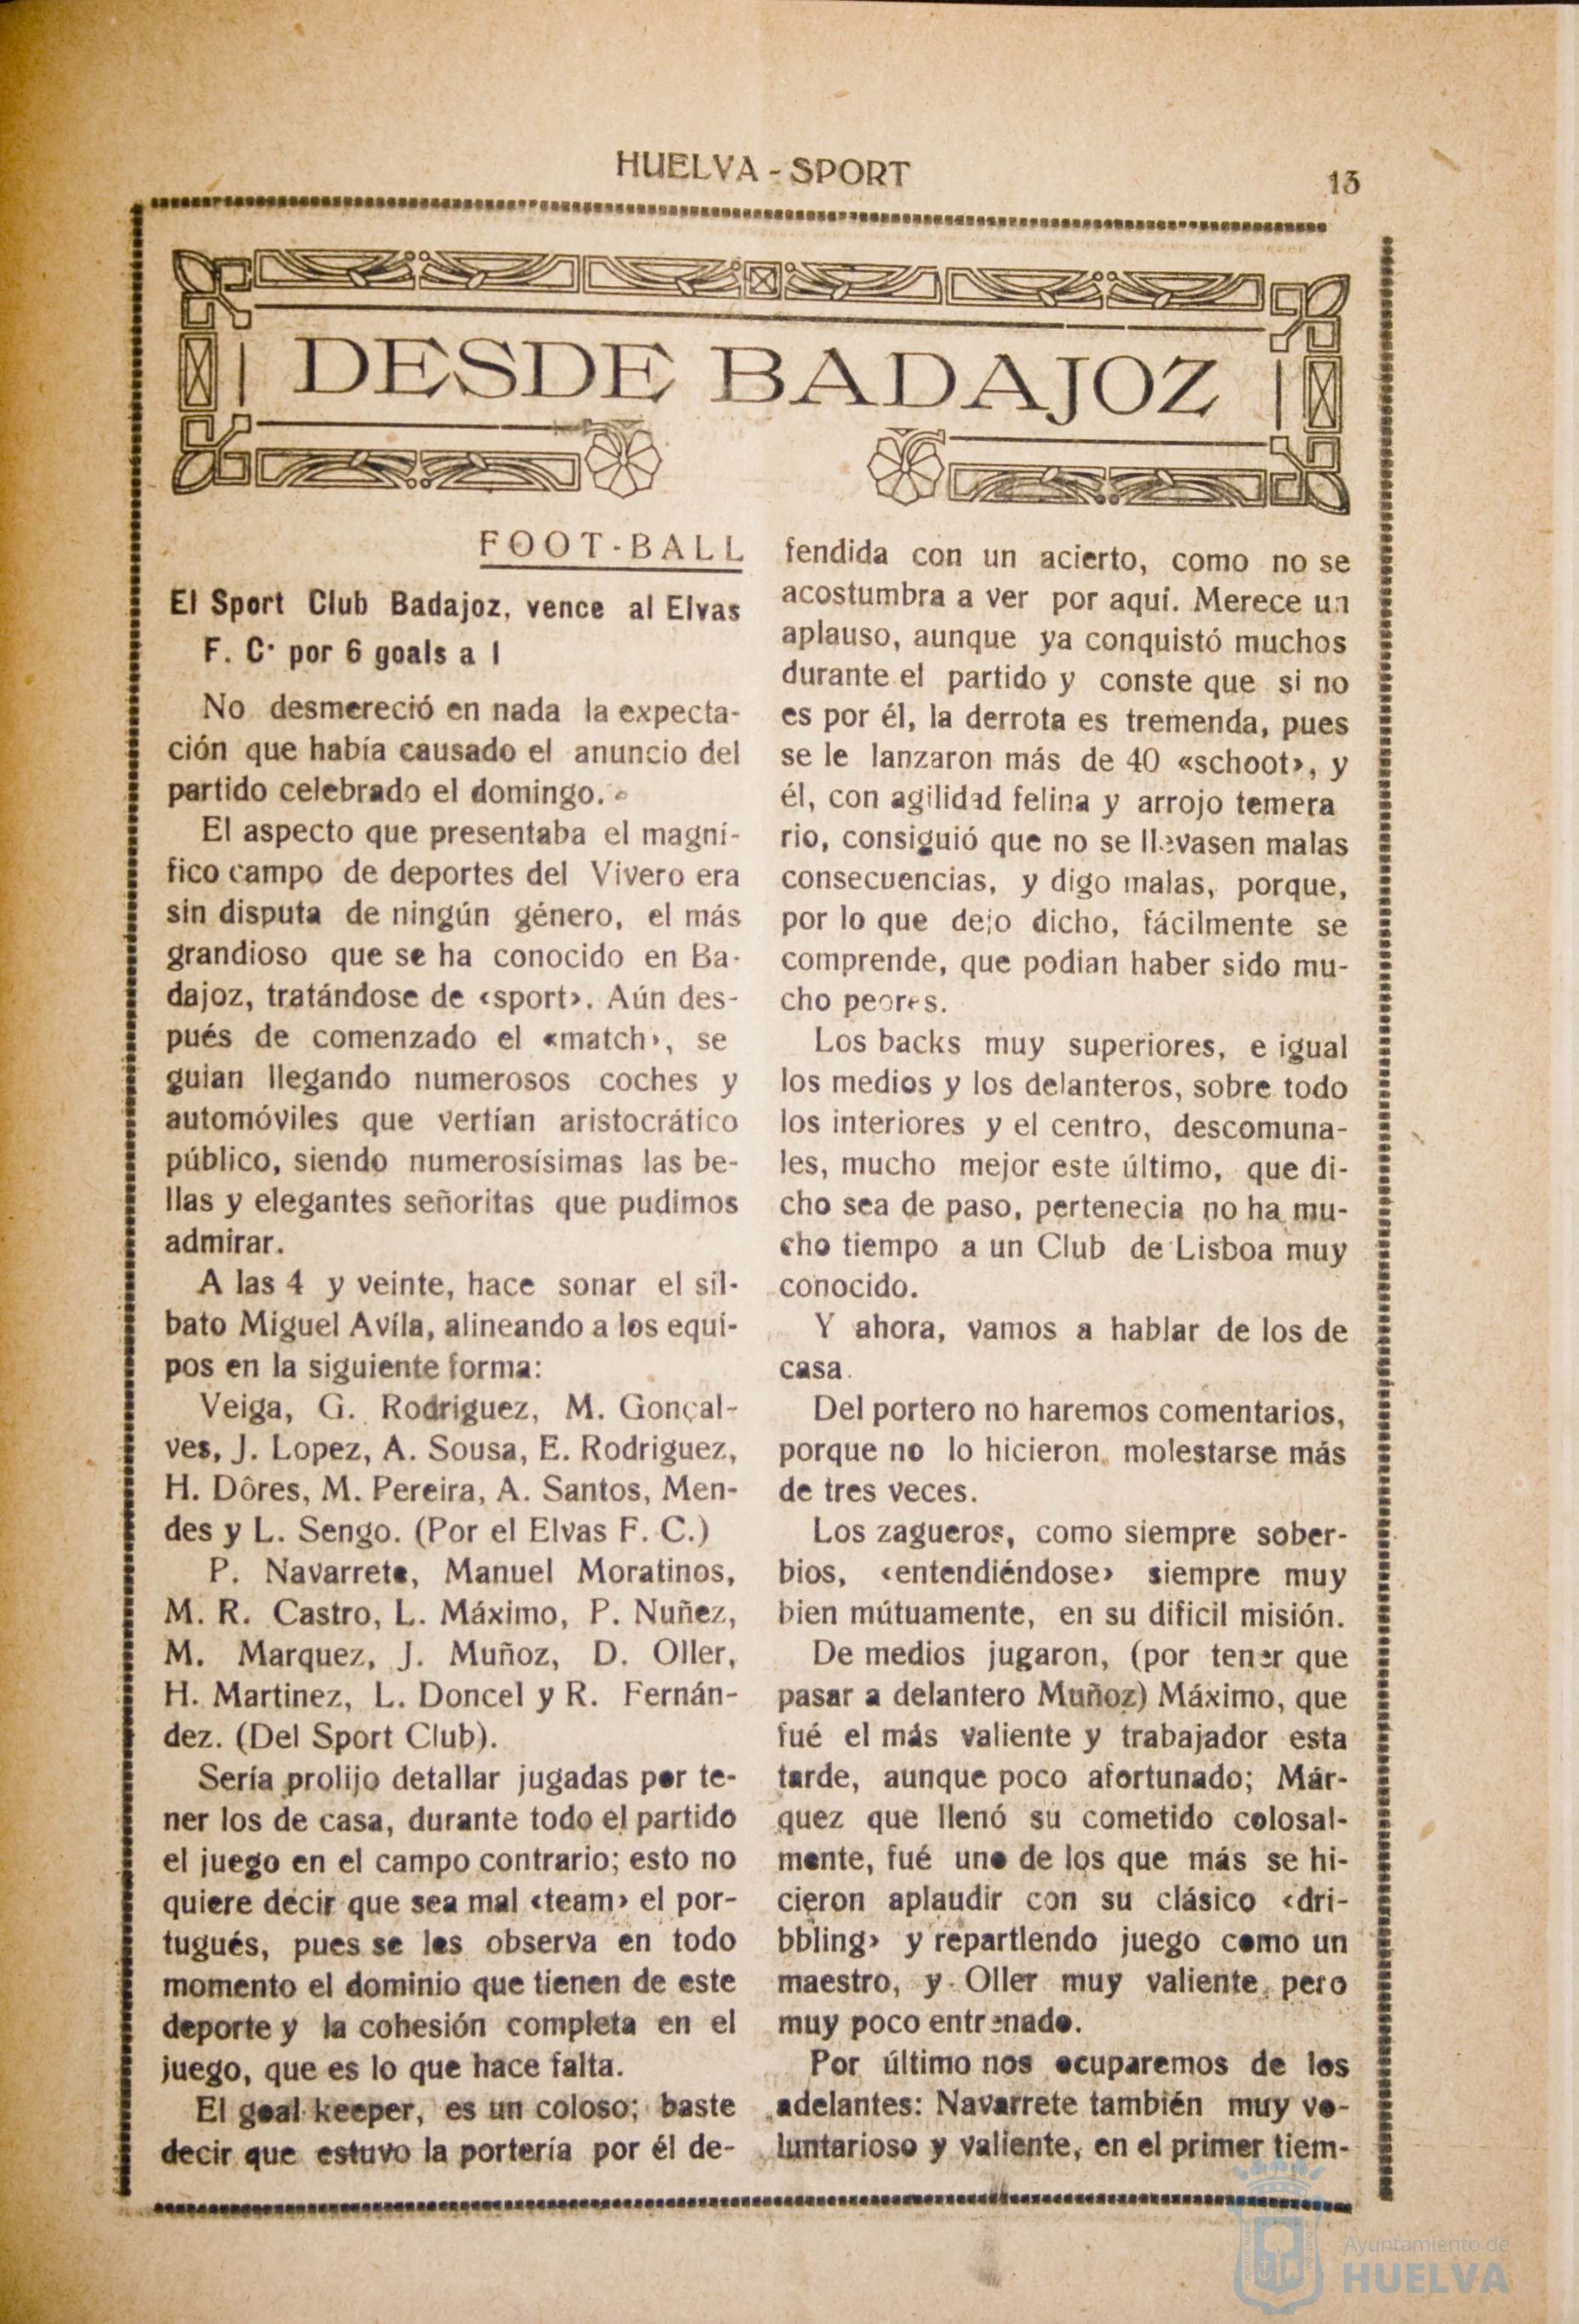 HUELVA - SPORT
13
DESDE BADAJOZ
FOOT-BALL
El Sport Club Badajoz, vence al Elvas
F. C· por 6 goals a 1
No desmereció en nada la expecta-
ción que había causado el anuncio del
partido celebrado el domingo.
El aspecto que presentaba el magní-
fico campo de deportes del Vivero era
sin disputa de ningún género, el más
grandioso que se ha conocido en Ba-
dajoz, tratándose de ‹sport›. Aún des-
pués de comenzado el «match›, se
guian llegando numerosos coches y
automóviles que vertían aristocrático
público, siendo numerosísimas las be-
llas y elegantes señoritas que pudimos
admirar.
A las 4 y veinte, hace sonar el sil-
bato Miguel Avíla, alineando a los equi-
pos en la siguiente forma:
Veiga, G. Rodriguez, M. Gonçal-
ves, J. Lopez, A. Sousa, E. Rodriguez,
H. Dôres, M. Pereira, A. Santos, Men-
des y L. Sengo. (Por el Elvas F. C.)
P. Navarrete, Manuel Moratinos,
M. R. Castro, L. Máximo, P. Nuñez,
M. Marquez, J. Muñoz, D. Oller,
H. Martinez, L. Doncel y R. Fernán-
dez. (Del Sport Club).
Sería prolijo detallar jugadas por te-
ner los de casa, durante todo el partido
el juego en el campo contrario; esto no
quiere decir que sea mal ‹team› el por-
tugués, pues se les observa en todo
momento el dominio que tienen de este
deporte y la cohesión completa en el
juego, que es lo que hace falta.
El goal keeper, es un coloso; baste
decir que estuvo la portería por él de-
fendida con un acierto, como no se
acostumbra a ver por aquí. Merece un
aplauso, aunque ya conquistó muchos
durante el partido y conste que si no
es por él, la derrota es tremenda, pues
se le lanzaron más de 40 «schoot›, y
él, con agilidad felina y arrojo temera
rio, consiguió que no se llevasen malas
consecuencias, y digo malas, porque,
por lo que dejo dicho, fácilmente se
comprende, que podian haber sido mu-
cho peores.
Los backs muy superiores, e igual
los medios y los delanteros, sobre todo
los interiores y el centro, descomuna-
les, mucho mejor este último, que di-
cho sea de paso, pertenecia no ha mu-
cho tiempo a un Club de Lisboa muy
conocido.
Y ahora, vamos a hablar de los de
casa.
Del portero no haremos comentarios,
porque no lo hicieron molestarse más
de tres veces.
Los zagueros, como siempre sober-
bios, ‹entendiéndose› siempre muy
bien mútuamente, en su dificil misión.
De medios jugaron, (por tener que
pasar a delantero Muñoz) Máximo, que
fué el más valiente y trabajador esta
tarde, aunque poco afortunado; Már-
quez que llenó su cometido colosal-
mente, fué uno de los que más se hi-
cieron aplaudir con su clásico ‹dri-
bbling› y repartiendo juego como un
maestro, y Oller muy valiente, pero
muy poco entrenado.
Por último nos ocuparemos de los
adelantes: Navarrete también muy vo-
luntarioso y valiente, en el primer tiem-
Ayuntamiento de
HUELVA